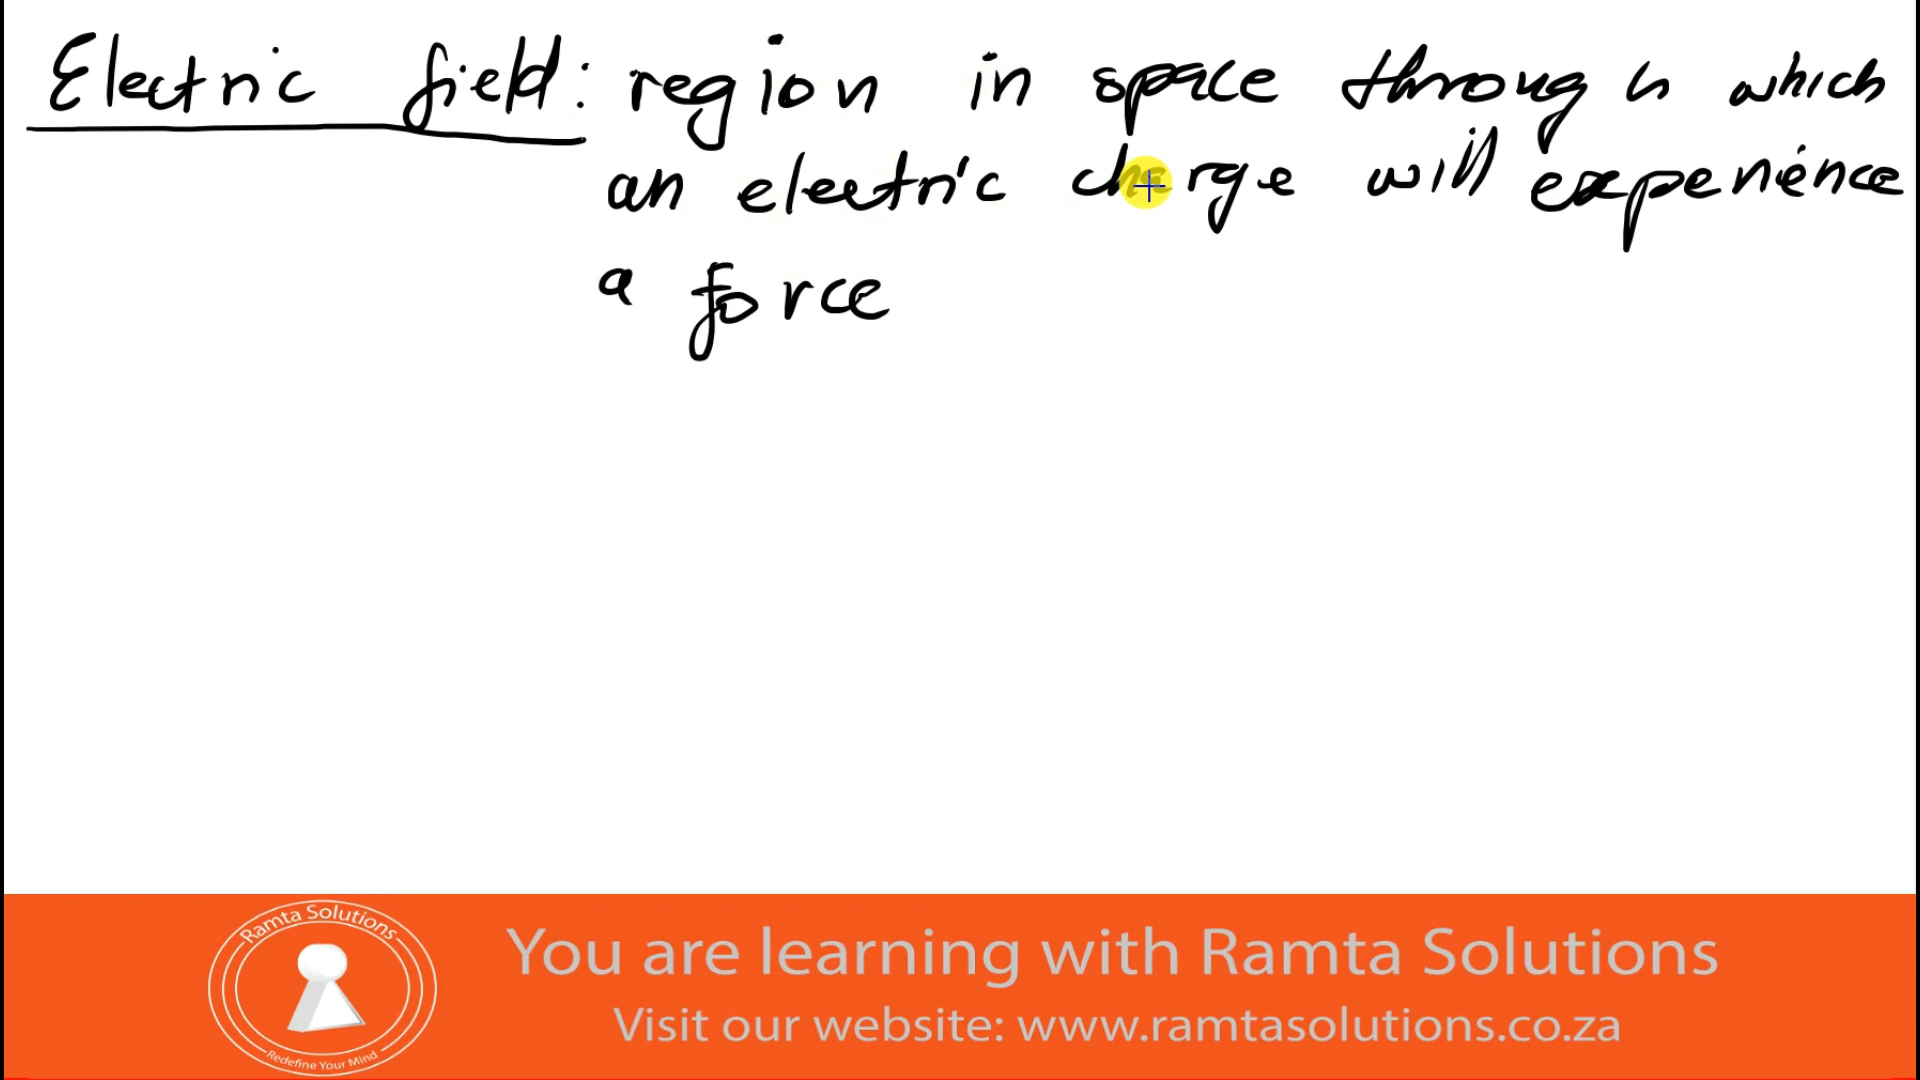 Electric field: region in space through which
an electric charge will experience
a force
Ramta Solutions
Redefine Your Mind
You are learning with Ramta Solutions
Visit our website: www.ramtasolutions.co.za